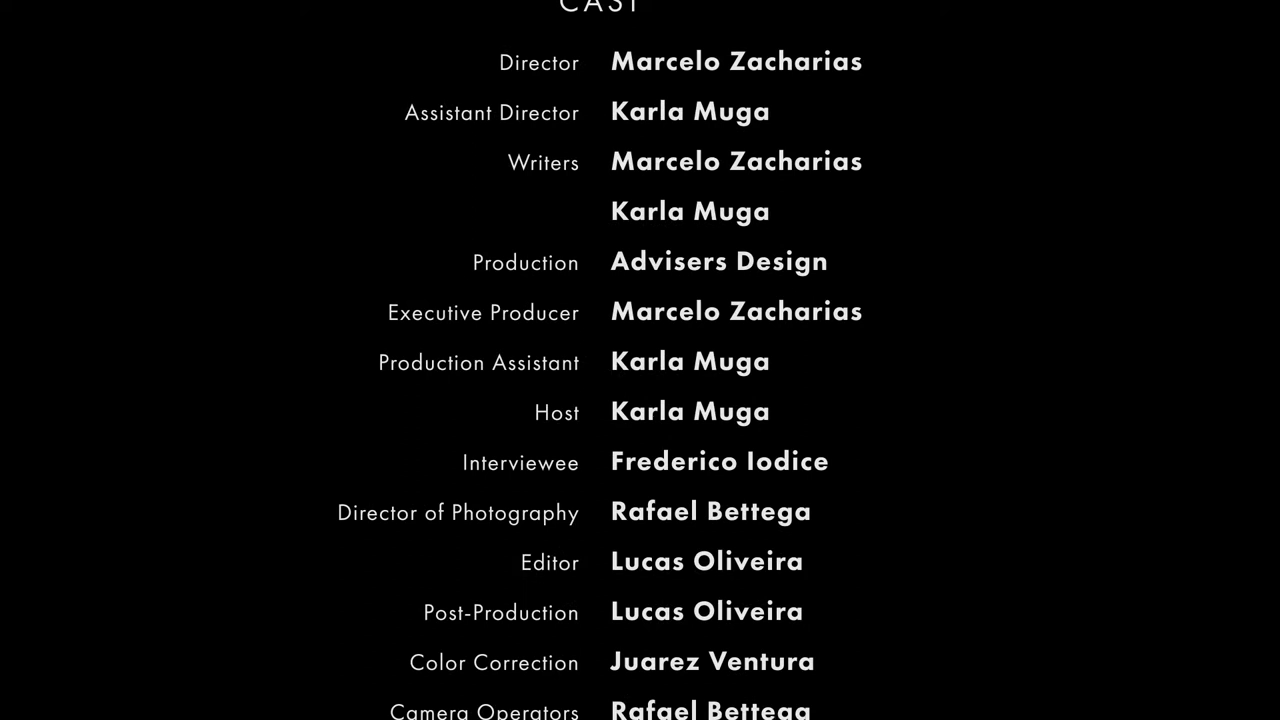 CAST
Director Marcelo Zacharias
Assistant Director Karla Muga
Writers Marcelo Zacharias
Karla Muga
Production Advisers Design
Executive Producer Marcelo Zacharias
Production Assistant Karla Muga
Host Karla Muga
Interviewee Frederico Iodice
Director of Photography Rafael Bettega
Editor Lucas Oliveira
Post-Production Lucas Oliveira
Color Correction Juarez Ventura
Camera Operators Rafael Bettega